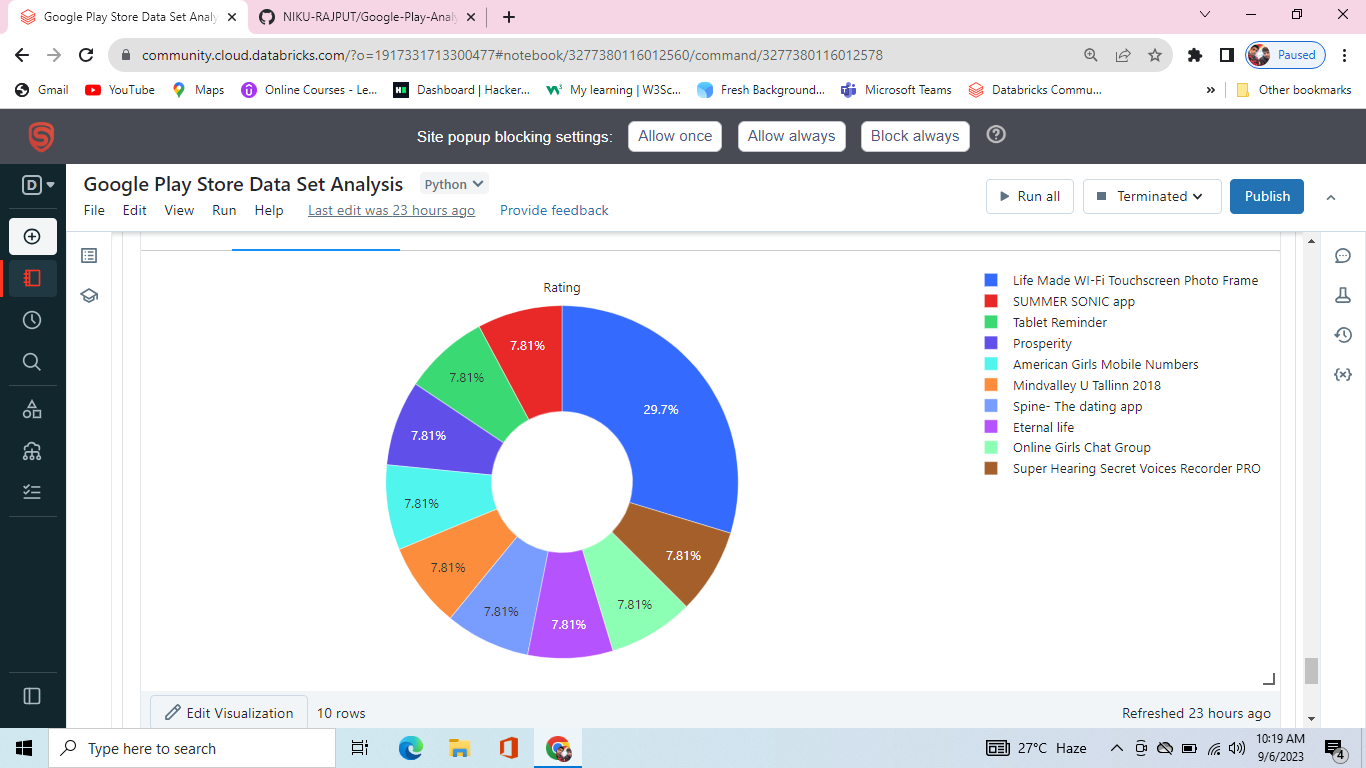 Google Play Store Data Set Analy
NIKU-RAJPUT/Google-Play-Analy
community.cloud.databricks.com/?o=1917331713300477#notebook/3277380116012560/command/3277380116012578
Paused
Gmail YouTube Maps Online Courses - Le... Dashboard | Hacker... My learning | W3Sc... Fresh Background... Microsoft Teams Databricks Commu... » Other bookmarks
Site popup blocking settings: Allow once Allow always Block always
D Google Play Store Data Set Analysis Python
Run all Terminated Publish
File Edit View Run Help Last edit was 23 hours ago Provide feedback
Rating
29.7%
7.81%
7.81%
7.81%
7.81%
7.81%
7.81%
7.81%
7.81%
7.81%
Life Made WI-Fi Touchscreen Photo Frame
SUMMER SONIC app
Tablet Reminder
Prosperity
American Girls Mobile Numbers
Mindvalley U Tallinn 2018
Spine- The dating app
Eternal life
Online Girls Chat Group
Super Hearing Secret Voices Recorder PRO
Edit Visualization 10 rows Refreshed 23 hours ago
Type here to search
27°C Haze
10:19 AM
9/6/2023
4